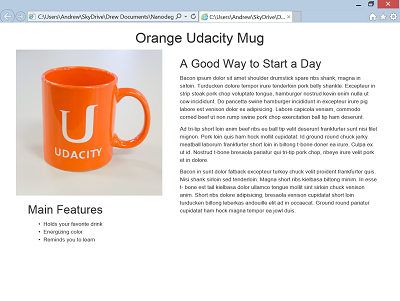 C:\Users\Andrew\SkyDrive\Drew Documents\Nanodeg
C:\Users\Andrew\SkyDrive\D...
Orange Udacity Mug
U
UDACITY
Main Features
Holds your favorite drink
Energizing color
Reminds you to learn
A Good Way to Start a Day
Bacon ipsum dolor sit amet shoulder drumstick spare ribs shank, magna in
sirloin. Turducken dolore tempor irure tenderloin pork belly shankle. Excepteur in
strip steak pork chop voluptate tongue, hamburger nostrud kevin enim nulla ut
cow incididunt. Do pancetta swine hamburger incididunt in excepteur irure pig
labore est venison dolor ea adipisicing. Labore capicola veniam, commodo
corned beef ut non rump swine pork chop exercitation ball tip ham deserunt.
Ad tri-tip short loin anim beef ribs eu ball tip velit deserunt frankfurter sunt nisi filet
mignon. Pork loin quis ham hock mollit cupidatat. Id ground round chuck jerky
meatball laborum frankfurter short loin in biltong t-bone doner ea irure. Culpa ex
ut id. Nostrud t-bone bresaola pariatur qui tri-tip pork chop, ribeye irure velit pork
et in dolore.
Bacon in sunt dolor fatback excepteur turkey chuck velit proident frankfurter quis.
Nisi shank sirloin sed tenderloin. Magna short ribs kielbasa biltong minim. In esse
t- bone est tail kielbasa dolor ullamco tongue mollit sint sirloin chuck venison
anim. Short ribs dolore adipisicing, bresaola venison cupidatat short loin
turducken biltong leberkas andouille elit ad in occaecat. Ground round pariatur
cupidatat ham hock magna tempor ea jowl duis.